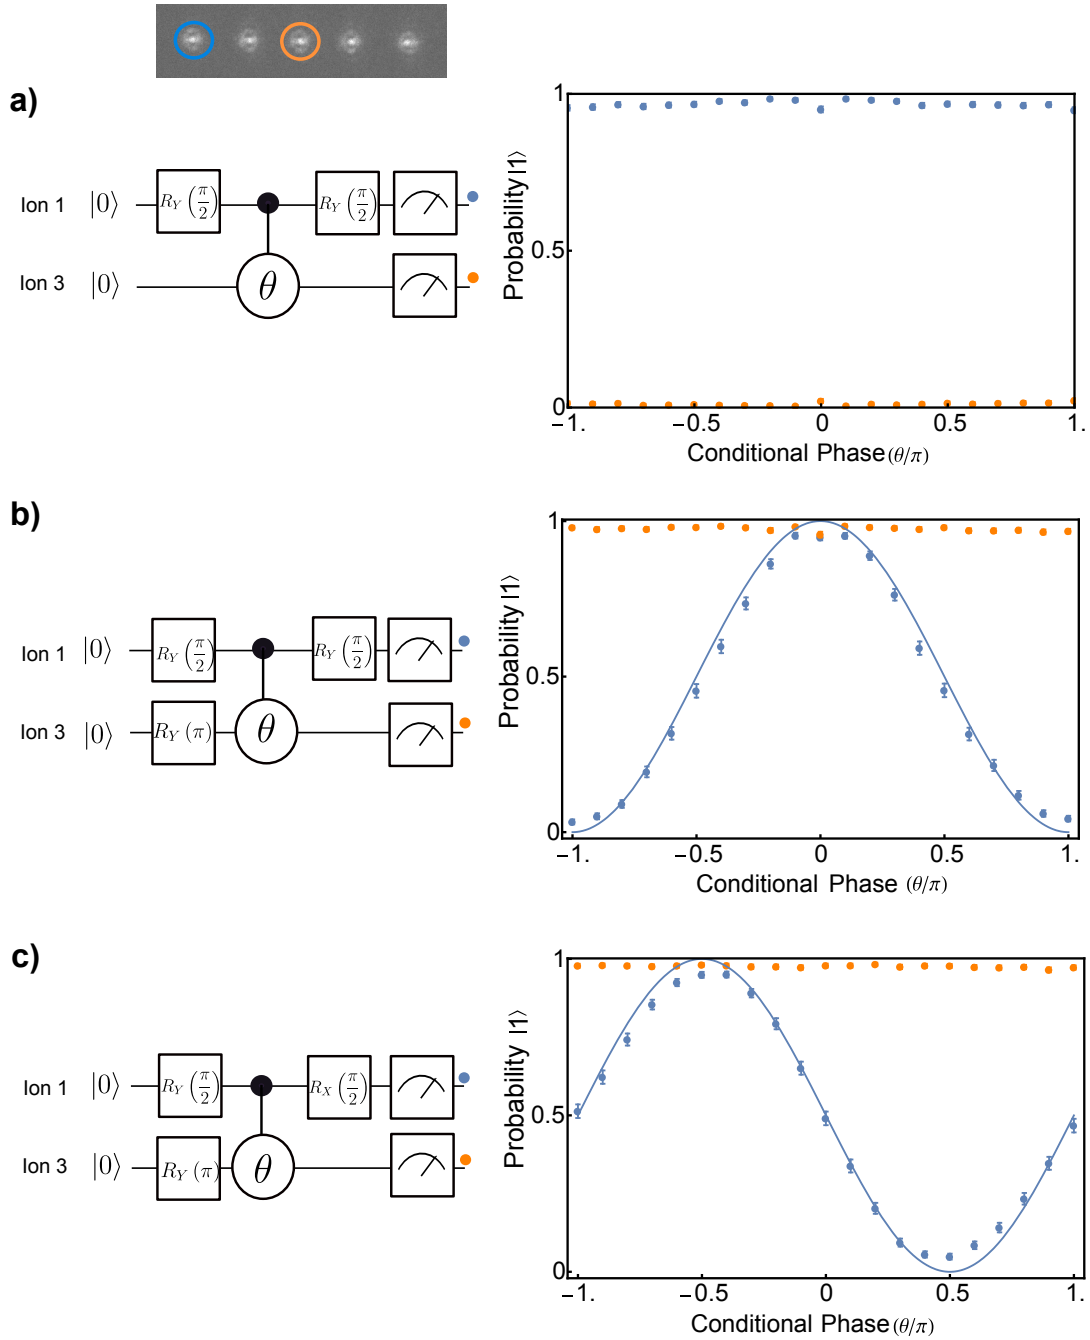 a)
Ion 1 |0⟩ R_Y (π/2) R_Y (π/2)
Ion 3 |0⟩ θ
Probability |1⟩
1
0.5
0
−1. −0.5 0 0.5 1.
Conditional Phase (θ/π)
b)
Ion 1 |0⟩ R_Y (π/2) R_Y (π/2)
Ion 3 |0⟩ R_Y (π) θ
Probability |1⟩
1
0.5
0
−1. −0.5 0 0.5 1.
Conditional Phase (θ/π)
c)
Ion 1 |0⟩ R_Y (π/2) R_X (π/2)
Ion 3 |0⟩ R_Y (π) θ
Probability |1⟩
1
0.5
0
−1. −0.5 0 0.5 1.
Conditional Phase (θ/π)